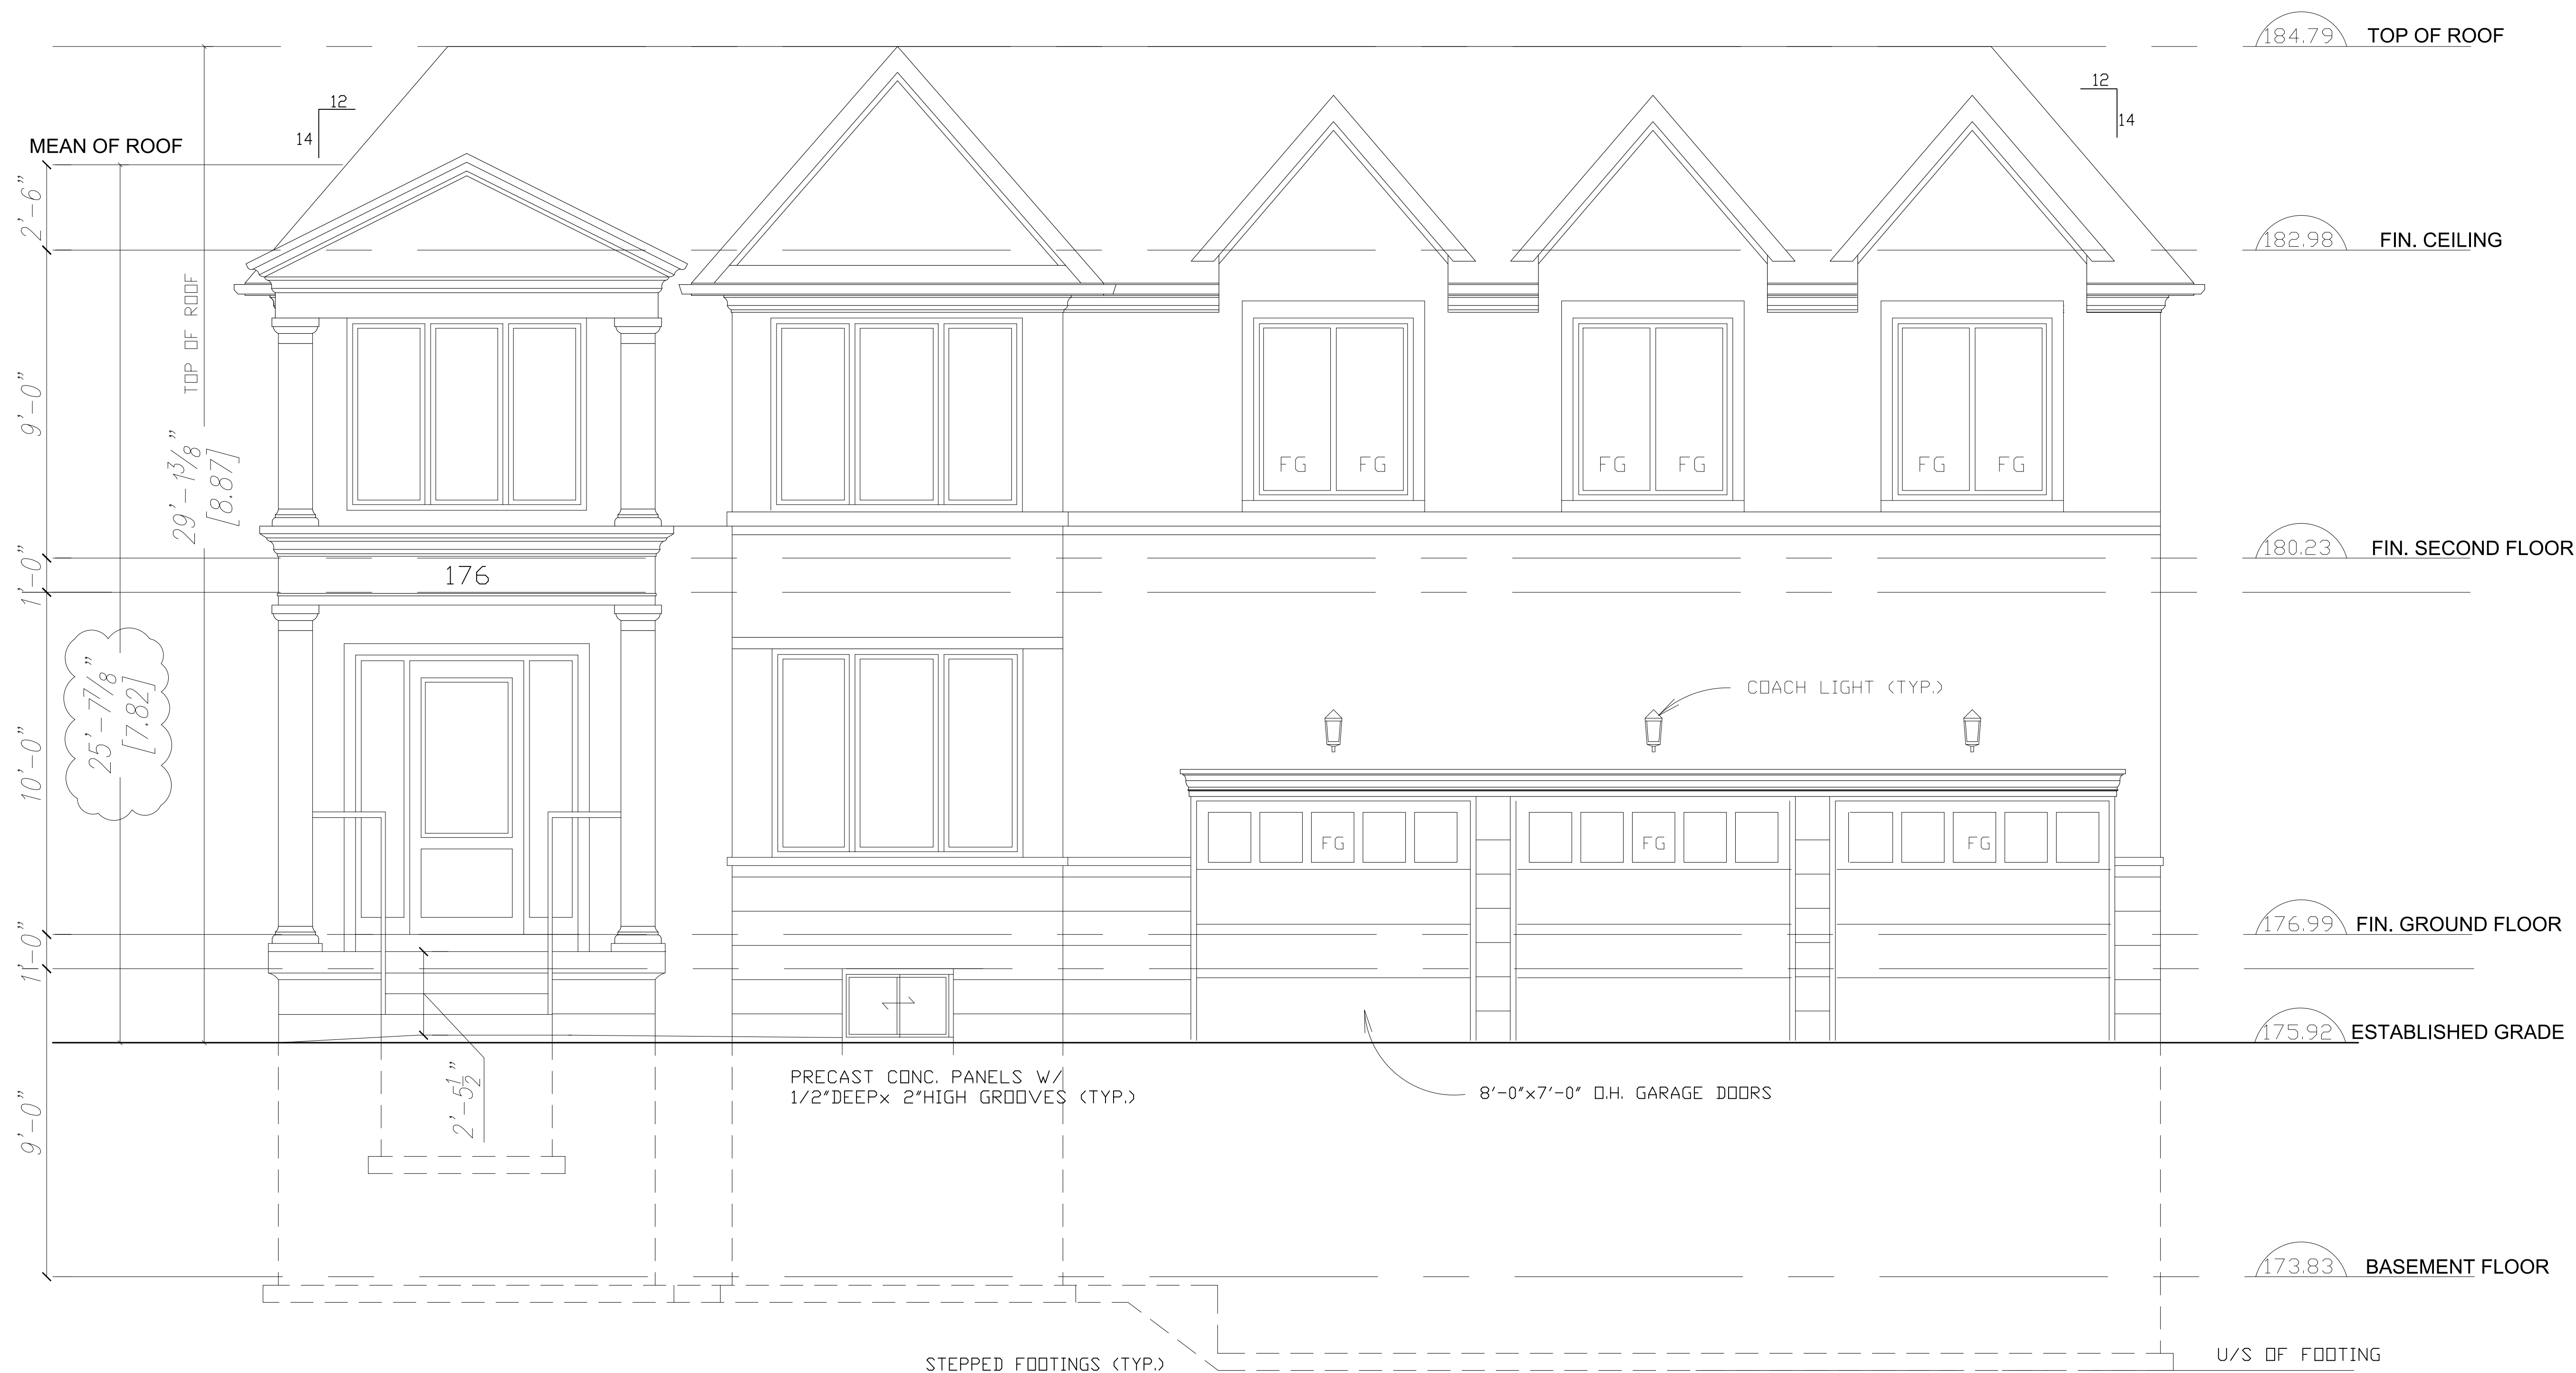 184.79 TOP OF ROOF
12
14
12
14
MEAN OF ROOF
2'-6"
182.98 FIN. CEILING
TOP OF ROOF
9'-0"
29'-1 3/8"
[8.87]
FG FG FG FG FG FG
180.23 FIN. SECOND FLOOR
1'-0"
176
25'-7 7/8"
[7.82]
10'-0"
COACH LIGHT (TYP.)
FG FG FG
176.99 FIN. GROUND FLOOR
1'-0"
175.92 ESTABLISHED GRADE
2'-5 1/2"
PRECAST CONC. PANELS W/
1/2"DEEPx 2"HIGH GROOVES (TYP.)
8'-0"x7'-0" O.H. GARAGE DOORS
9'-0"
173.83 BASEMENT FLOOR
STEPPED FOOTINGS (TYP.)
U/S OF FOOTING